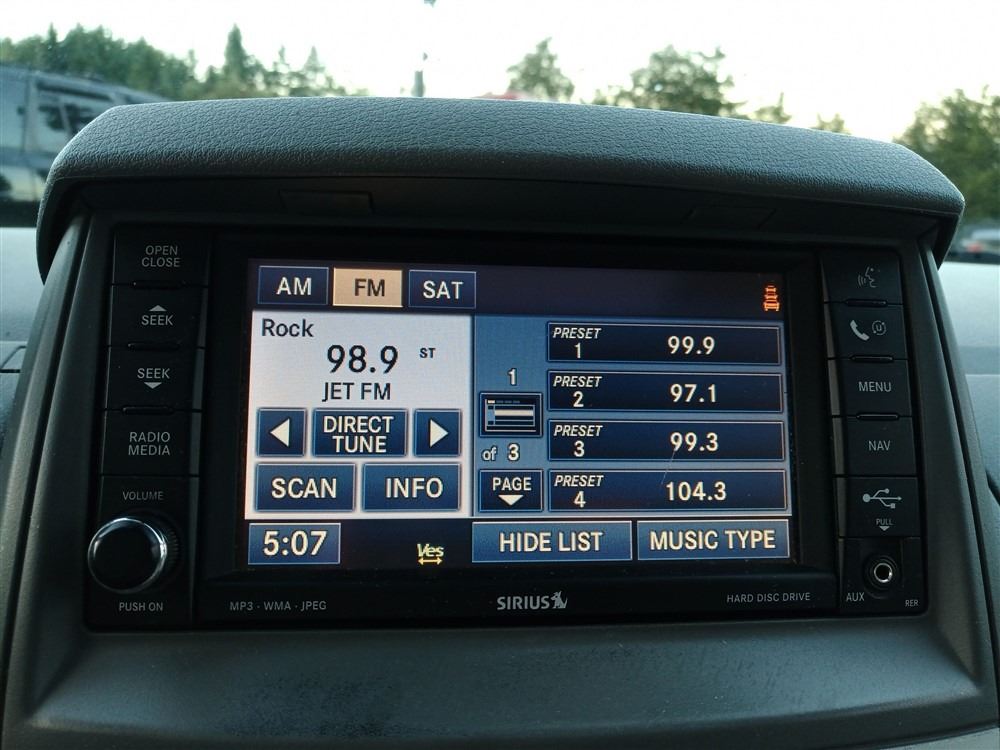 OPEN
CLOSE
SEEK
SEEK
RADIO
MEDIA
VOLUME
PUSH ON
AM FM SAT
Rock
98.9 ST
JET FM
DIRECT
TUNE
SCAN INFO
1
of 3
PAGE
PRESET
1 99.9
PRESET
2 97.1
PRESET
3 99.3
PRESET
4 104.3
5:07
Ves
HIDE LIST MUSIC TYPE
MP3 · WMA · JPEG
SIRIUS
HARD DISC DRIVE
MENU
NAV
PULL
AUX
RER